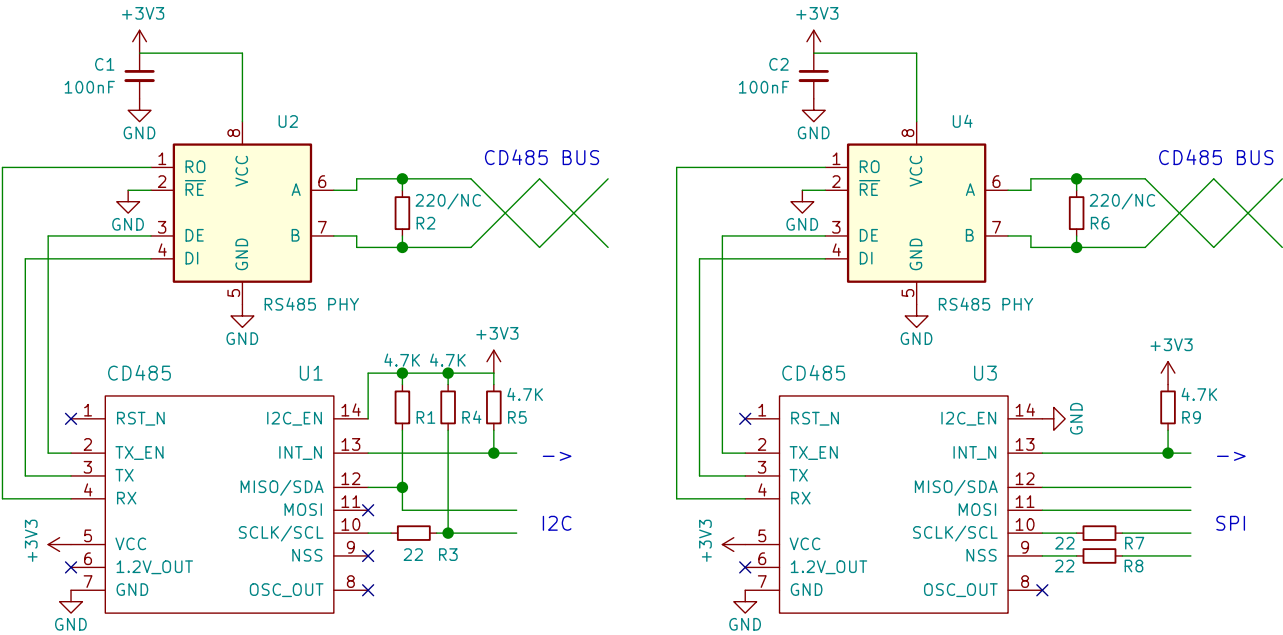 +3V3
C1
100nF
GND
U2
8
VCC
1
RO
2
RE
GND
3
DE
4
DI
A
6
B
7
GND
5
RS485 PHY
GND
CD485 BUS
220/NC
R2
CD485
U1
1
RST_N
2
TX_EN
3
TX
4
RX
+3V3
5
VCC
6
1.2V_OUT
7
GND
GND
I2C_EN
14
INT_N
13
MISO/SDA
12
MOSI
11
SCLK/SCL
10
NSS
9
OSC_OUT
8
+3V3
4.7K
4.7K
4.7K
R1
R4
R5
22
R3
->
I2C
+3V3
C2
100nF
GND
U4
8
VCC
1
RO
2
RE
GND
3
DE
4
DI
A
6
B
7
GND
5
RS485 PHY
GND
CD485 BUS
220/NC
R6
CD485
U3
1
RST_N
2
TX_EN
3
TX
4
RX
+3V3
5
VCC
6
1.2V_OUT
7
GND
GND
I2C_EN
14
GND
INT_N
13
MISO/SDA
12
MOSI
11
SCLK/SCL
10
NSS
9
OSC_OUT
8
+3V3
4.7K
R9
->
22
R7
22
R8
SPI